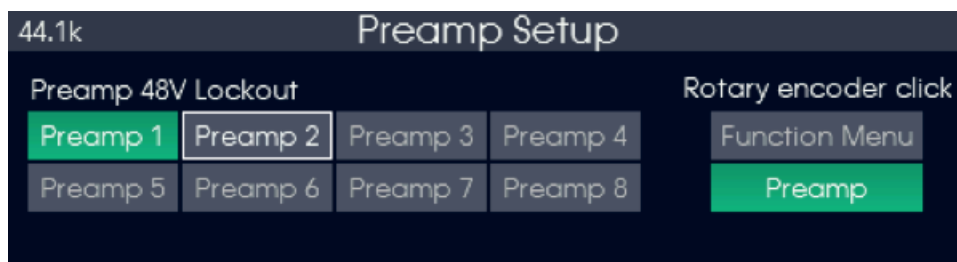 44.1k Preamp Setup
Preamp 48V Lockout
Preamp 1 Preamp 2 Preamp 3 Preamp 4
Preamp 5 Preamp 6 Preamp 7 Preamp 8
Rotary encoder click
Function Menu
Preamp